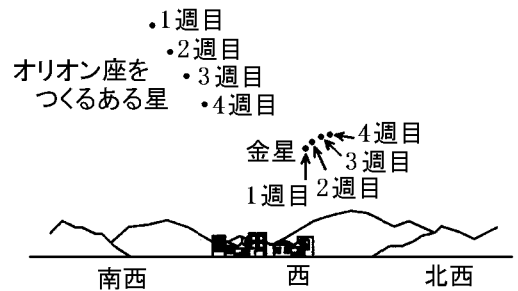 1週目
2週目
オリオン座を
つくるある星
3週目
4週目
金星
4週目
3週目
2週目
1週目
南西
西
北西